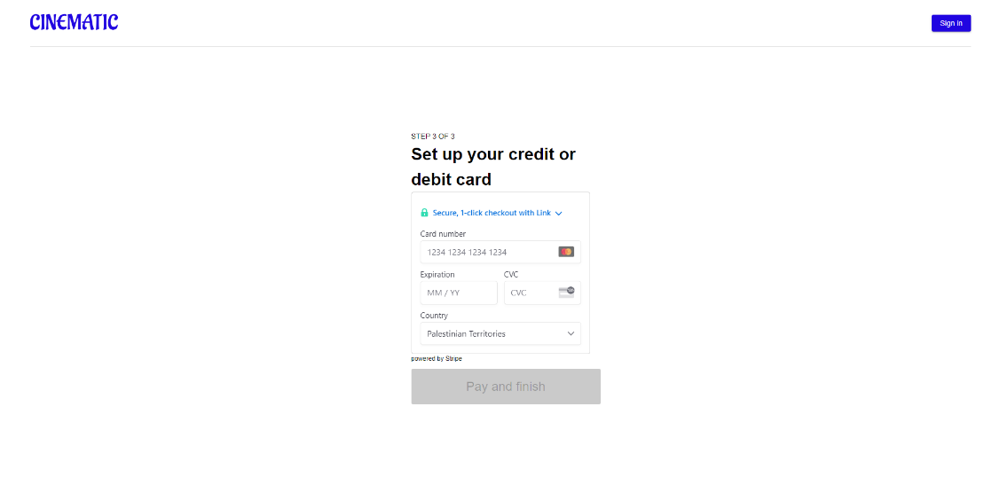 CINEMATIC
Sign In
STEP 3 OF 3
Set up your credit or
debit card
Secure, 1-click checkout with Link
Card number
1234 1234 1234 1234
Expiration
CVC
MM / YY
CVC
Country
Palestinian Territories
powered by Stripe
Pay and finish